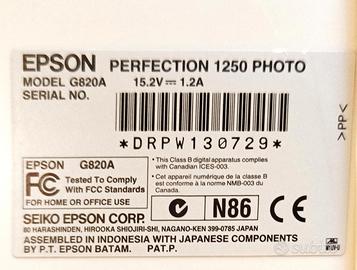 EPSON PERFECTION 1250 PHOTO
MODEL G820A 15.2V⎓ 1.2A
SERIAL NO.
*DRPW130729*
EPSON G820A
FC Tested To Comply
With FCC Standards
FOR HOME OR OFFICE USE
• This Class B digital apparatus complies
with Canadian ICES-003.
• Cet appareil numérique de la classe B
est conforme à la norme NMB-003 du
Canada.
N86
SEIKO EPSON CORP.
80 HARASHINDEN, HIROOKA SHIOJIRI-SHI, NAGANO-KEN 399-0785 JAPAN
ASSEMBLED IN INDONESIA WITH JAPANESE COMPONENTS
BY P.T. EPSON BATAM. PAT.P.
>PP<
subito